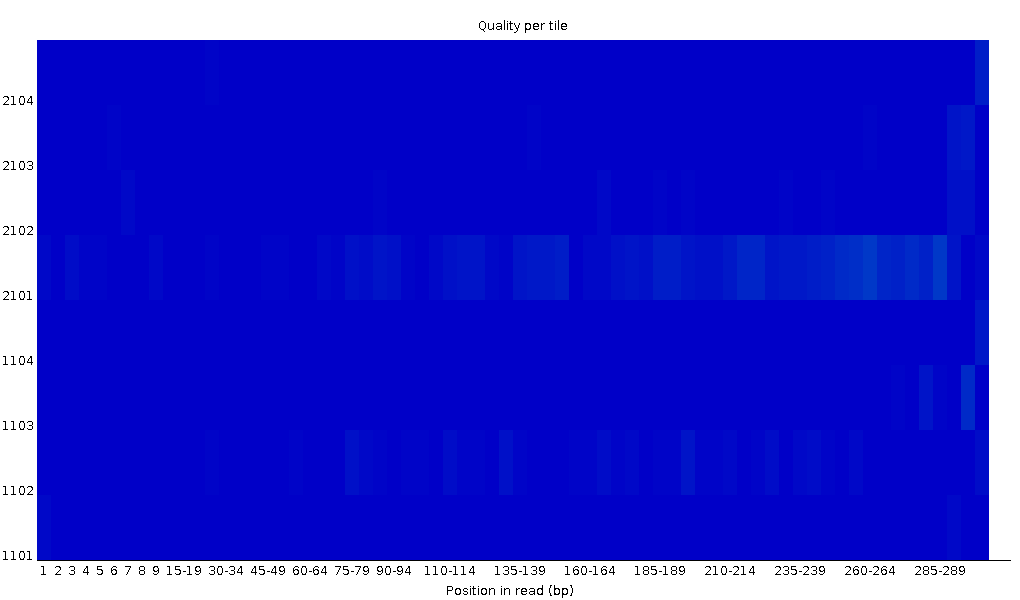 Quality per tile
2104
2103
2102
2101
1104
1103
1102
1101
1 2 3 4 5 6 7 8 9 15-19 30-34 45-49 60-64 75-79 90-94 110-114 135-139 160-164 185-189 210-214 235-239 260-264 285-289
Position in read (bp)